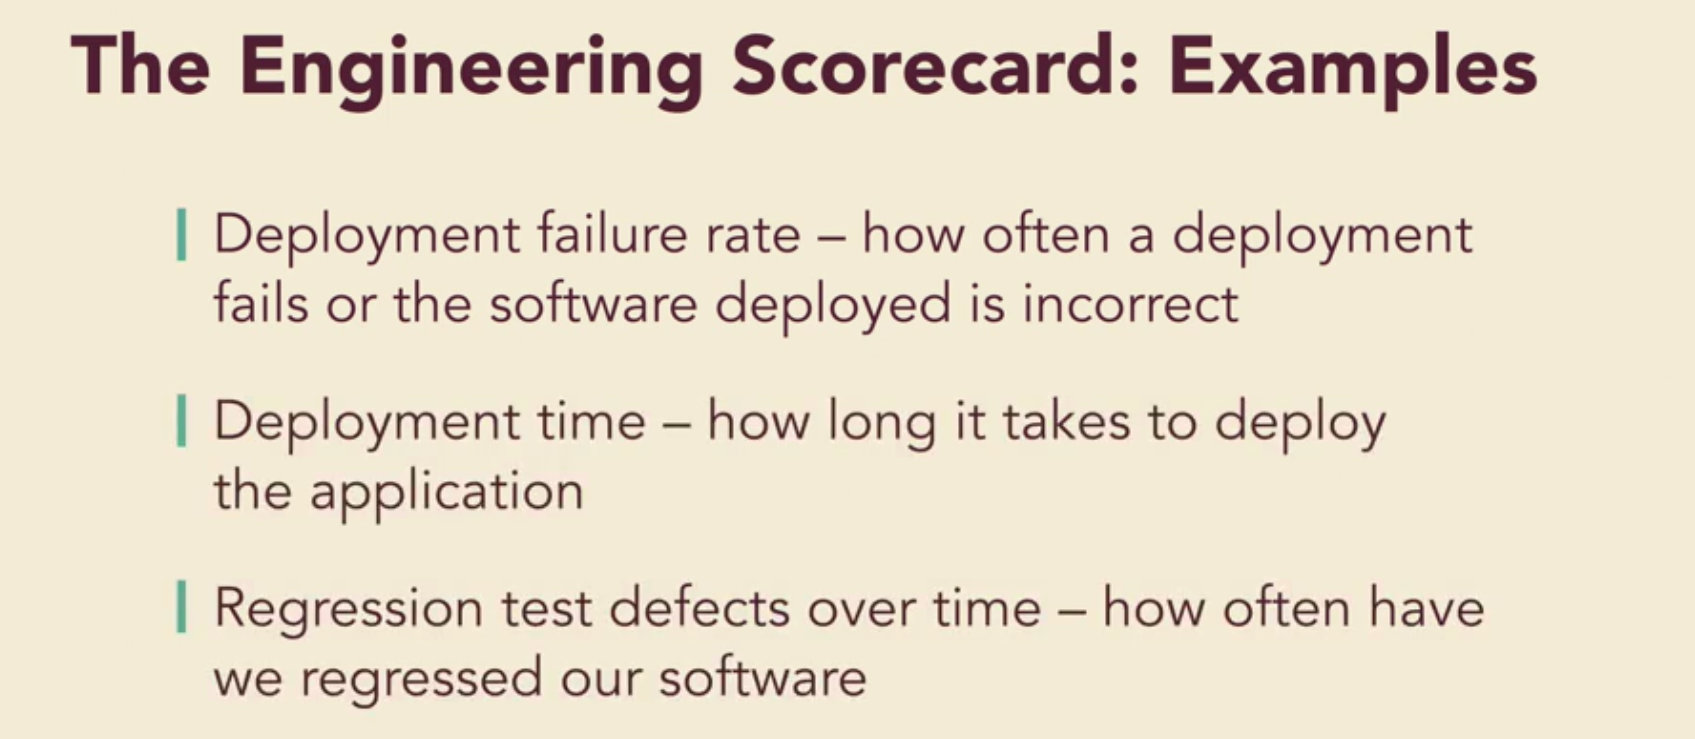 The Engineering Scorecard: Examples
Deployment failure rate – how often a deployment
fails or the software deployed is incorrect
Deployment time – how long it takes to deploy
the application
Regression test defects over time – how often have
we regressed our software